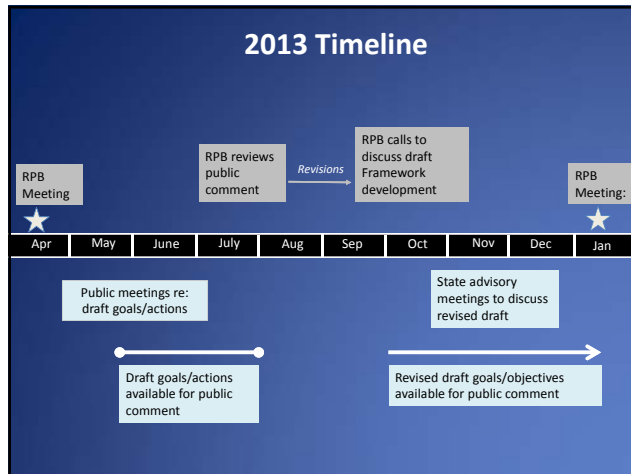 2013 Timeline
RPB reviews
public
comment
Revisions
RPB calls to
discuss draft
Framework
development
RPB
Meeting
RPB
Meeting:
Apr May June July Aug Sep Oct Nov Dec Jan
Public meetings re:
draft goals/actions
State advisory
meetings to discuss
revised draft
Draft goals/actions
available for public
comment
Revised draft goals/objectives
available for public comment